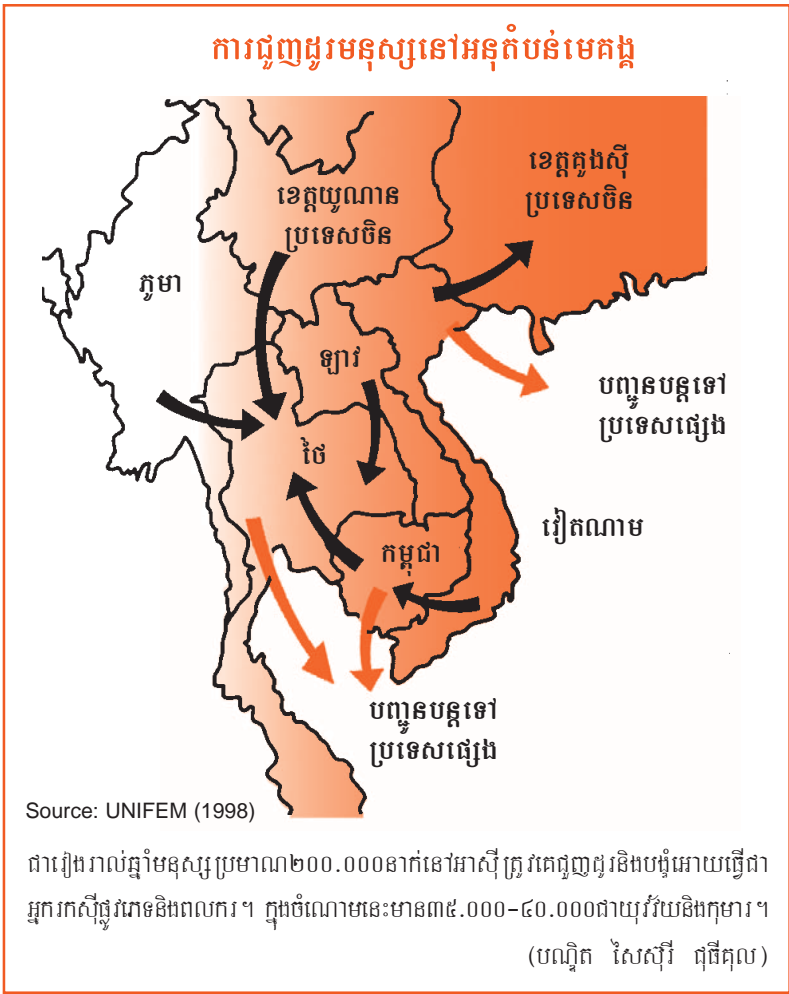 ការជួញដូរមនុស្សនៅអនុតំបន់មេគង្គ
ខេត្តគូងស៊ី
ប្រទេសចិន
ខេត្តយូណាន
ប្រទេសចិន
ភូមា
ឡាវ
បញ្ជូនបន្តទៅ
ប្រទេសផ្សេង
ថៃ
វៀតណាម
កម្ពុជា
បញ្ជូនបន្តទៅ
ប្រទេសផ្សេង
Source: UNIFEM (1998)
ជារៀងរាល់ឆ្នាំមនុស្សប្រមាណ២០០.០០០នាក់នៅអាស៊ីត្រូវគេជួញដូរនិងបង្ខំអោយធ្វើជា
អ្នករកស៊ីផ្លូវភេទនិងពលករ។ ក្នុងចំណោមនេះមាន៣៥.០០០-៤០.០០០ជាយុវវ័យនិងកុមារ។
(បណ្ឌិត សៃស៊ុរី ជុធីគុល)